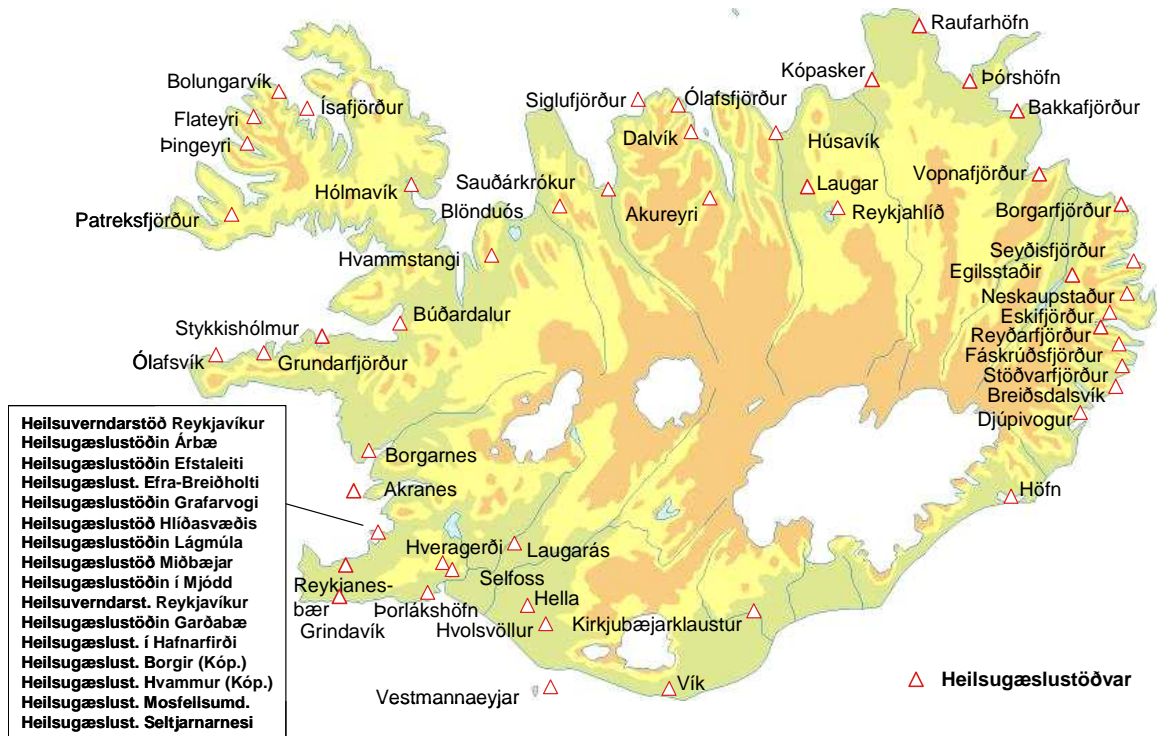 Raufarhöfn
Kópasker
Þórshöfn
Bolungarvík
Siglufjörður
Ólafsfjörður
Bakkafjörður
Ísafjörður
Flateyri
Dalvík
Húsavík
Þingeyri
Vopnafjörður
Hólmavík
Sauðárkrókur
Laugar
Blönduós
Akureyri
Reykjahlíð
Borgarfjörður
Patreksfjörður
Hvammstangi
Seyðisfjörður
Egilsstaðir
Neskaupstaður
Eskifjörður
Búðardalur
Stykkishólmur
Reyðarfjörður
Ólafsvík
Grundarfjörður
Fáskrúðsfjörður
Stöðvarfjörður
Breiðsdalsvík
Djúpivogur
Heilsuverndarstöð Reykjavíkur
Heilsugæslustöðin Árbæ
Heilsugæslustöðin Efstaleiti
Heilsugæslust. Efra-Breiðholti
Heilsugæslustöðin Grafarvogi
Heilsugæslustöð Hlíðasvæðis
Heilsugæslustöðin Lágmúla
Heilsugæslustöð Miðbæjar
Heilsugæslustöðin í Mjódd
Heilsuverndarst. Reykjavíkur
Heilsugæslustöðin Garðabæ
Heilsugæslust. í Hafnarfirði
Heilsugæslust. Borgir (Kóp.)
Heilsugæslust. Hvammur (Kóp.)
Heilsugæslust. Mosfellsumd.
Heilsugæslust. Seltjarnarnesi
Borgarnes
Akranes
Höfn
Hveragerði
Laugarás
Selfoss
Reykjanes-
bær
Þorlákshöfn
Hella
Grindavík
Hvolsvöllur
Kirkjubæjarklaustur
Vestmannaeyjar
Vík
Heilsugæslustöðvar